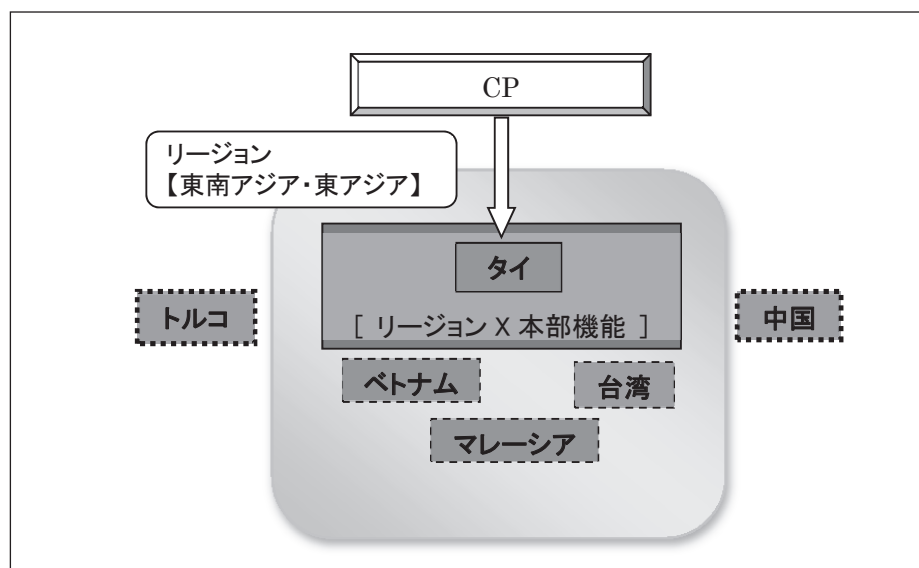 CP
リージョン
【東南アジア・東アジア】
タイ
[ リージョン X 本部機能 ]
トルコ
中国
ベトナム
台湾
マレーシア